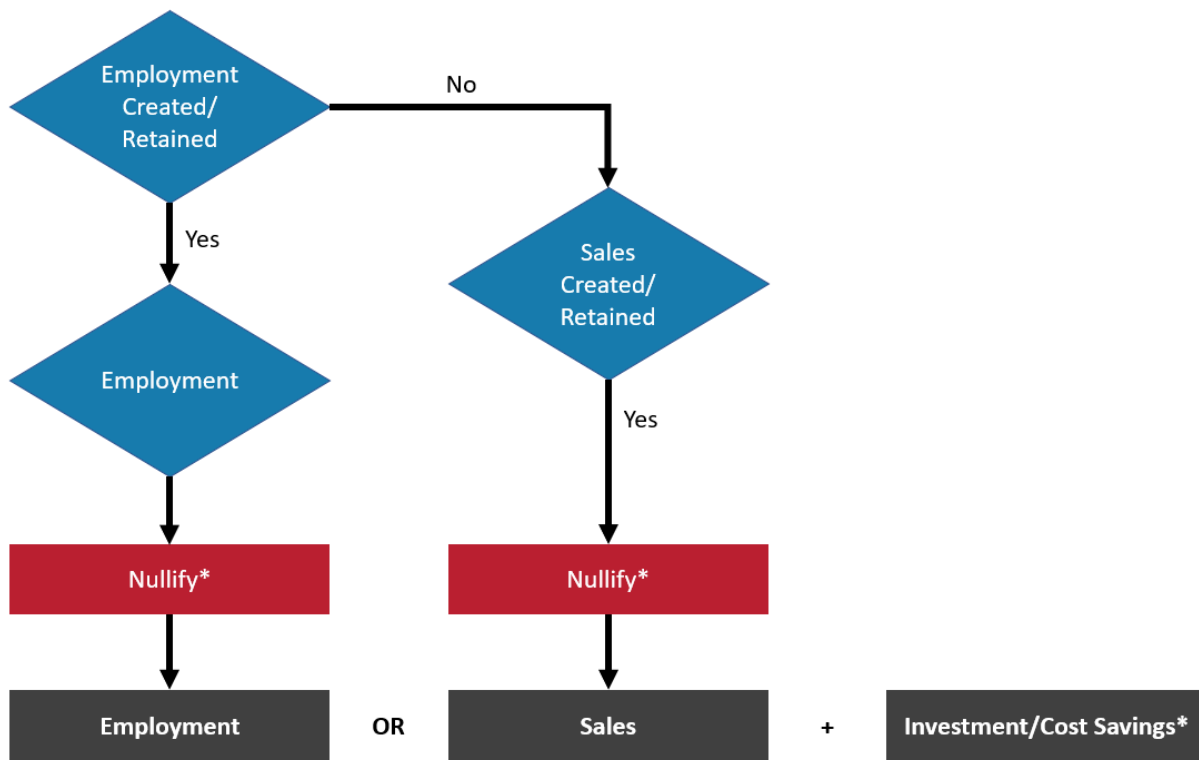 Employment
Created/
Retained
No
Yes
Sales
Created/
Retained
Employment
Yes
Nullify*
Nullify*
Employment
OR
Sales
+
Investment/Cost Savings*